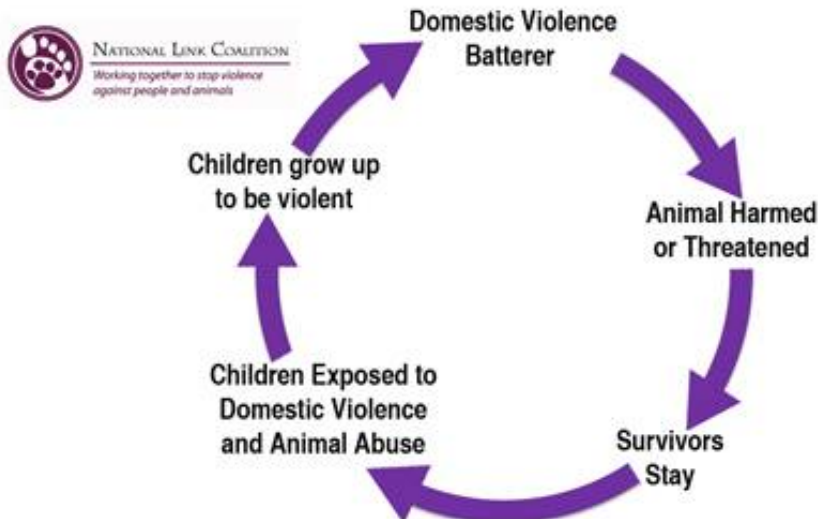 NATIONAL LINK COALITION
Working together to stop violence
against people and animals
Domestic Violence
Batterer
Animal Harmed
or Threatened
Survivors
Stay
Children Exposed to
Domestic Violence
and Animal Abuse
Children grow up
to be violent